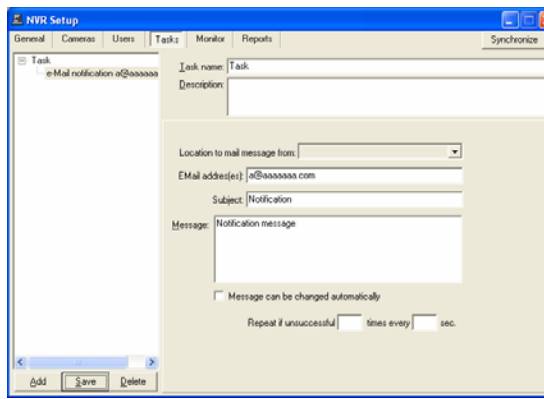 NVR Setup
General Cameras Users Tasks Monitor Reports Synchronize
Task
e-Mail notification a@aaaaaa
Task name: Task
Description:
Location to mail message from:
EMail addres(es): a@aaaaaaa.com
Subject: Notification
Message: Notification message
Message can be changed automatically
Repeat if unsuccessful times every sec.
Add Save Delete